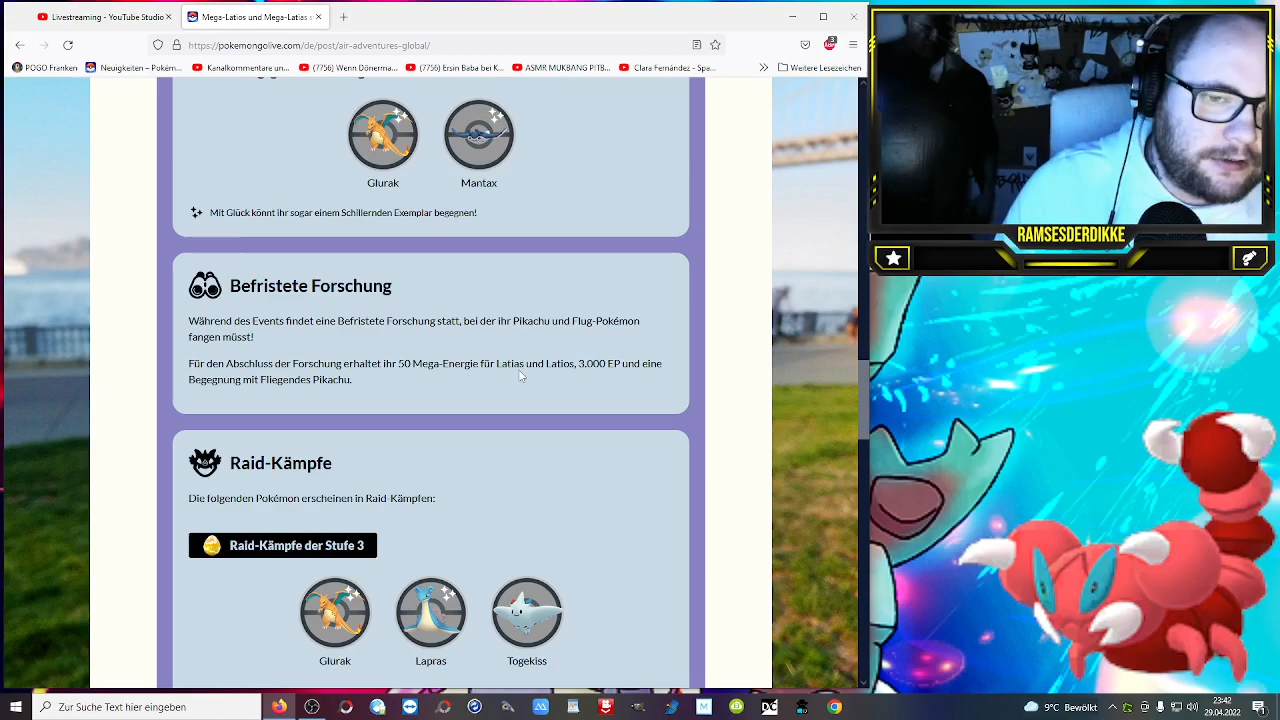 Livestreaming - YouTube Studio
Mega-Latias und Mega-Latios s
https://pokemongolive.com/de/post/air-adventures-global/
POGO Franken
Neuigkeiten – Pokém...
Kanalkommentare un...
(7756) Ersin Baba bei K...
ASMR MUKBANG PITB...
Clara Fernández - Spa...
Weitere Lesezeichen
Glurak
Mantax
Mit Glück könnt ihr sogar einem Schillernden Exemplar begegnen!
Befristete Forschung
Während des Events findet eine Befristete Forschung statt, bei der ihr Pikachu und Flug-Pokémon
fangen müsst!
Für den Abschluss der Forschung erhaltet ihr 50 Mega-Energie für Latias und Latios, 3.000 EP und eine
Begegnung mit Fliegendes Pikachu.
Raid-Kämpfe
Die folgenden Pokémon erscheinen in Raid-Kämpfen:
Raid-Kämpfe der Stufe 3
Glurak
Lapras
Togekiss
RAMSESDERDIKKE
Zur Suche Text hier eingeben
9°C Bewölkt
23:42
29.04.2022